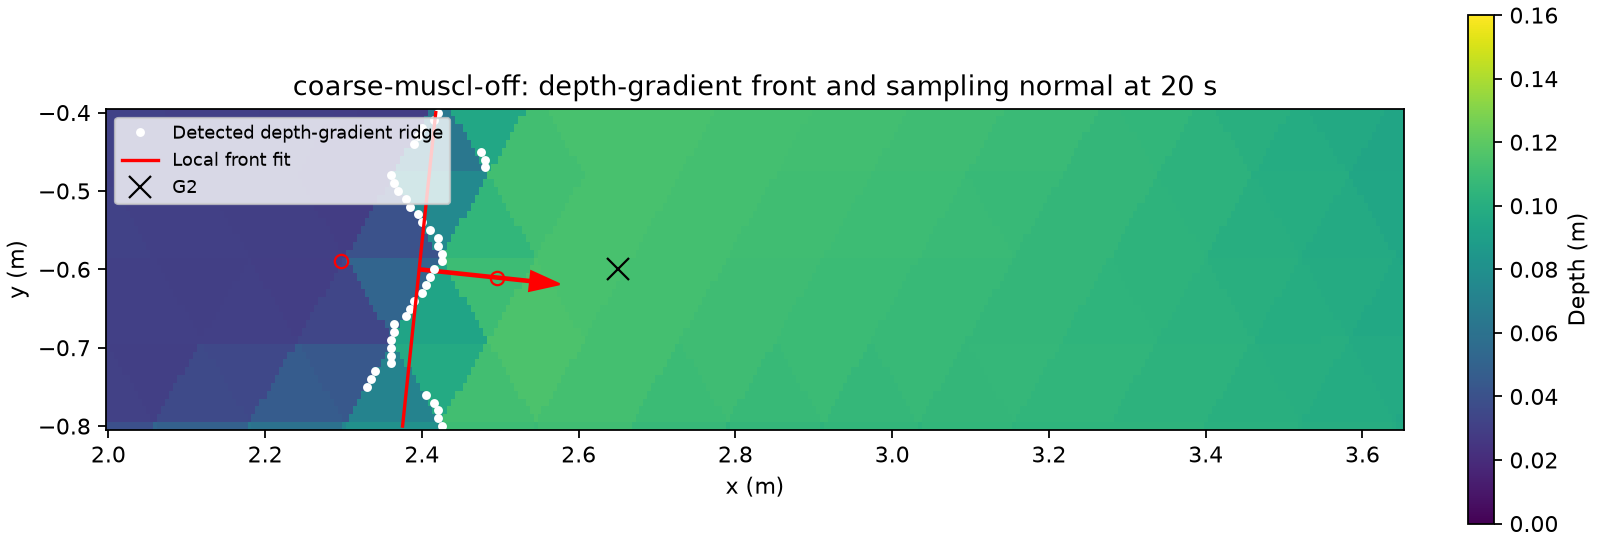 coarse-muscl-off: depth-gradient front and sampling normal at 20 s
Detected depth-gradient ridge
Local front fit
G2
−0.4
−0.5
−0.6
−0.7
−0.8
y (m)
2.0 2.2 2.4 2.6 2.8 3.0 3.2 3.4 3.6
x (m)
0.16
0.14
0.12
0.10
0.08
0.06
0.04
0.02
0.00
Depth (m)